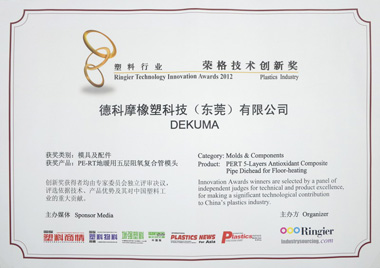 塑料行业 荣格技术创新奖
Ringier Technology Innovation Awards 2012 Plastics Industry
德科摩橡塑科技（东莞）有限公司
DEKUMA
获奖类别：模具及配件
获奖产品：PE-RT地暖用五层阻氧复合管模头
创新奖获得者均由专家委员会独立评审决议，
评选依据技术、产品优势及其对中国塑料工
业的重大贡献。
Category: Molds & Components
Product: PERT 5-Layers Antioxidant Composite
Pipe Diehead for Floor-heating
Innovation Awards winners are selected by a panel of
independent judges for technical and product excellence,
for making a significant technological contribution
to China's plastics industry.
主办媒体 Sponsor Media
主办方 Organizer
塑料商情
PLASTICS NEWS
for Asia
Plastics
Ringier
Industrysourcing.com